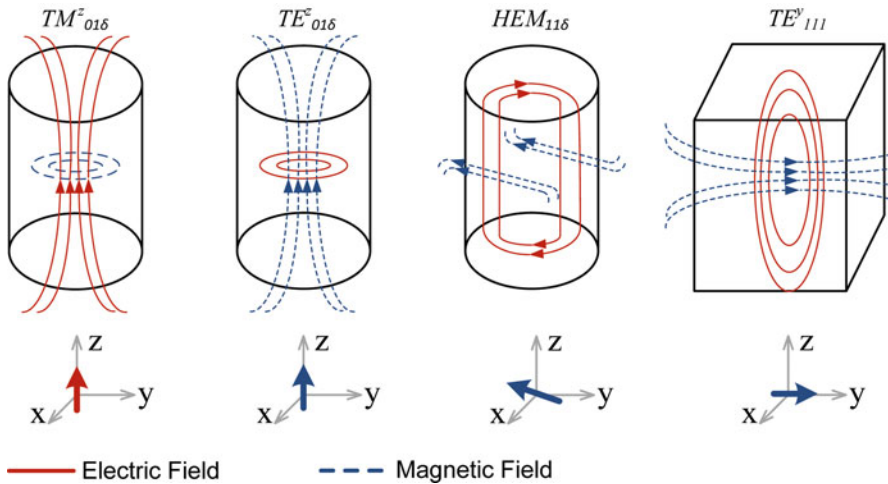 TM^z_01δ TE^z_01δ HEM_11δ TE^y_111
z z z z
y y y y
x x x x
Electric Field Magnetic Field